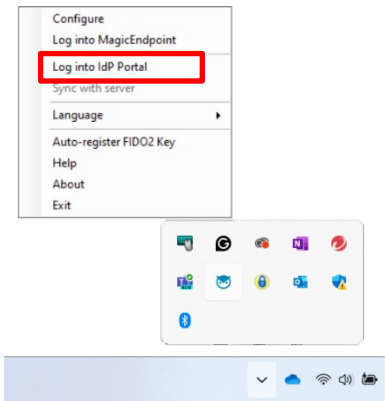 Configure
Log into MagicEndpoint
Log into IdP Portal
Sync with server
Language
Auto-register FIDO2 Key
Help
About
Exit